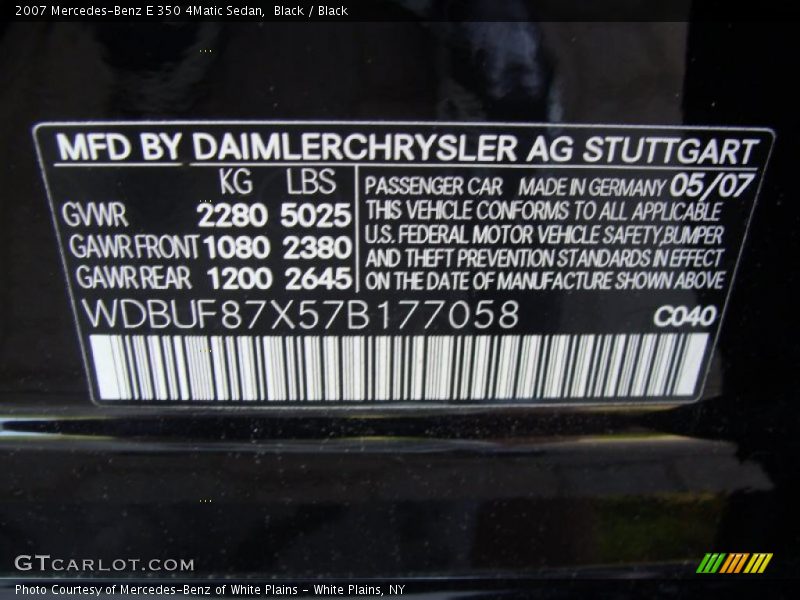 2007 Mercedes-Benz E 350 4Matic Sedan,  Black / Black
MFD BY DAIMLERCHRYSLER AG STUTTGART
KG LBS
GVWR 2280 5025
GAWR FRONT 1080 2380
GAWR REAR 1200 2645
PASSENGER CAR MADE IN GERMANY 05/07
THIS VEHICLE CONFORMS TO ALL APPLICABLE
U.S. FEDERAL MOTOR VEHICLE SAFETY,BUMPER
AND THEFT PREVENTION STANDARDS IN EFFECT
ON THE DATE OF MANUFACTURE SHOWN ABOVE
WDBUF87X57B177058 C040
GTCARLOT.COM
Photo Courtesy of Mercedes-Benz of White Plains - White Plains, NY